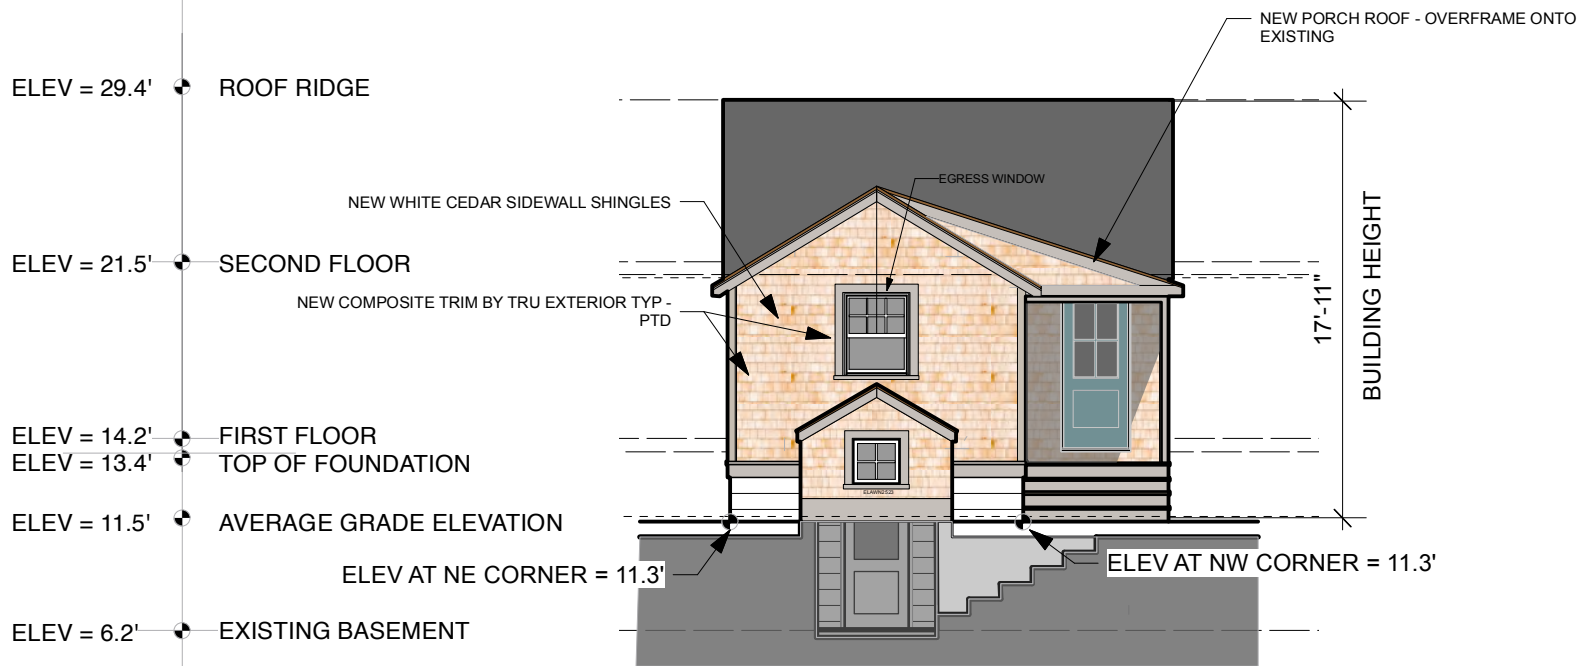 NEW PORCH ROOF - OVERFRAME ONTO
EXISTING
ELEV = 29.4' ROOF RIDGE
EGRESS WINDOW
NEW WHITE CEDAR SIDEWALL SHINGLES
ELEV = 21.5' SECOND FLOOR
NEW COMPOSITE TRIM BY TRU EXTERIOR TYP -
PTD
17'-11"
BUILDING HEIGHT
ELEV = 14.2' FIRST FLOOR
ELEV = 13.4' TOP OF FOUNDATION
ELAWN2523
ELEV = 11.5' AVERAGE GRADE ELEVATION
ELEV AT NE CORNER = 11.3'
ELEV AT NW CORNER = 11.3'
ELEV = 6.2' EXISTING BASEMENT